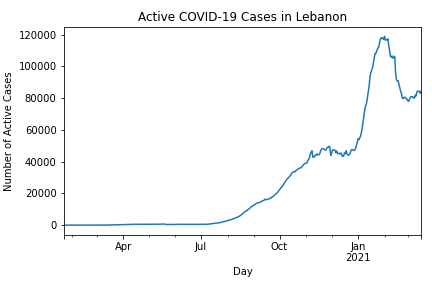 Active COVID-19 Cases in Lebanon
120000
100000
80000
60000
40000
20000
0
Number of Active Cases
Apr
Jul
Oct
Jan
2021
Day